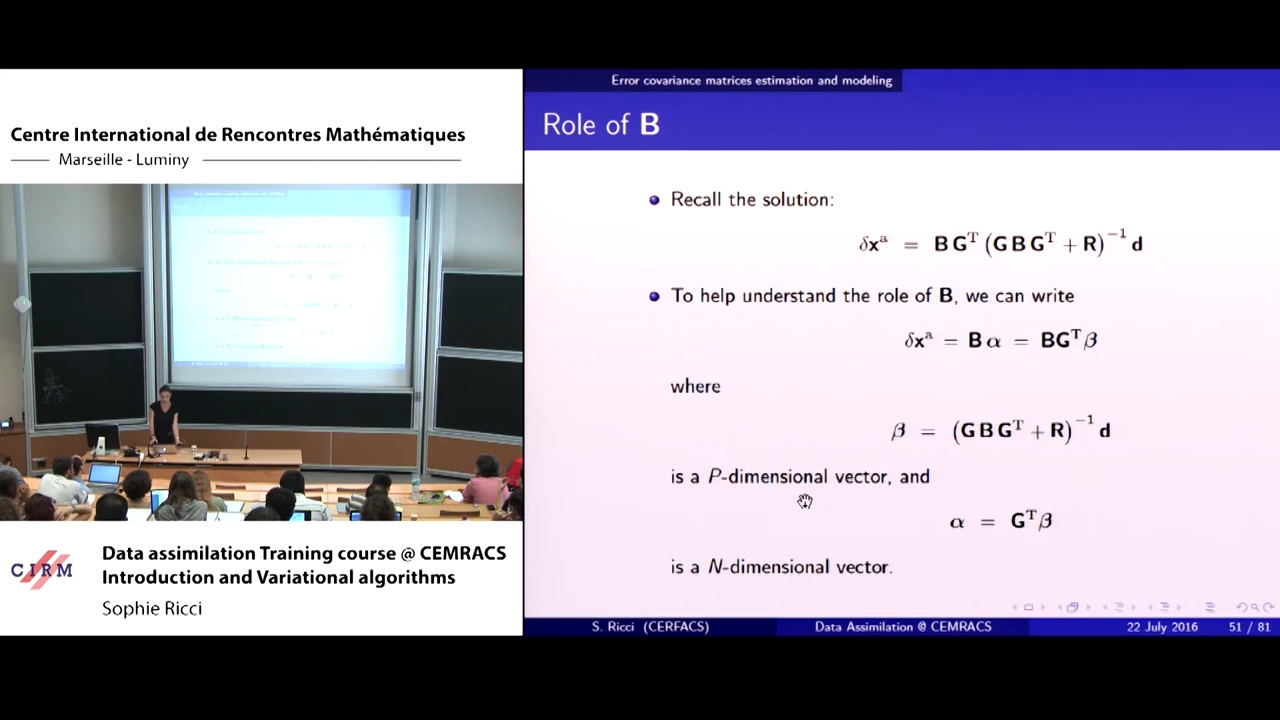 Centre International de Rencontres Mathématiques
Marseille - Luminy
CIRM
Data assimilation Training course @ CEMRACS
Introduction and Variational algorithms
Sophie Ricci
Error covariance matrices estimation and modeling
Role of B
Recall the solution:
δxᵃ = B Gᵀ (G B Gᵀ + R)⁻¹ d
To help understand the role of B, we can write
δxᵃ = B α = BGᵀβ
where
β = (G B Gᵀ + R)⁻¹ d
is a P-dimensional vector, and
α = Gᵀβ
is a N-dimensional vector.
S. Ricci (CERFACS) Data Assimilation @ CEMRACS 22 July 2016 51 / 81